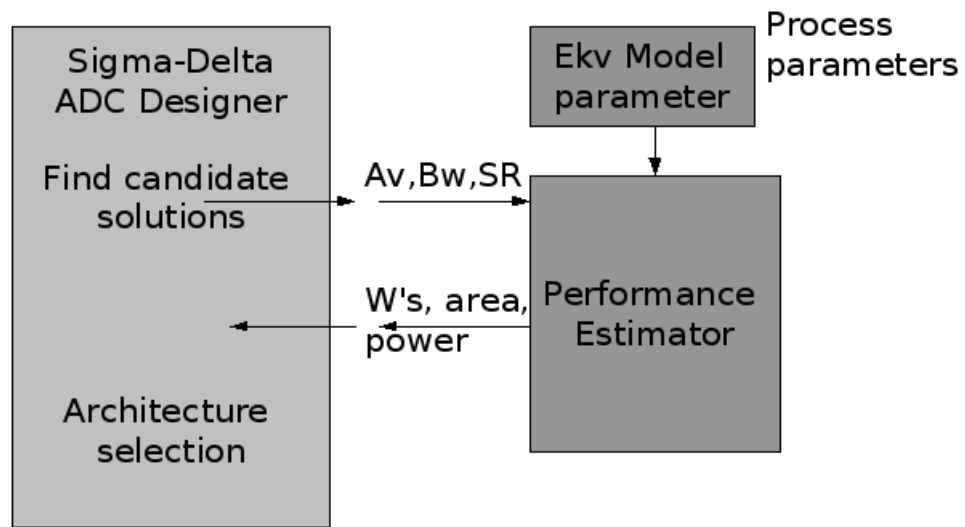 Sigma-Delta
ADC Designer
Find candidate
solutions
Architecture
selection
Av,Bw,SR
W's, area,
power
Ekv Model
parameter
Process
parameters
Performance
Estimator